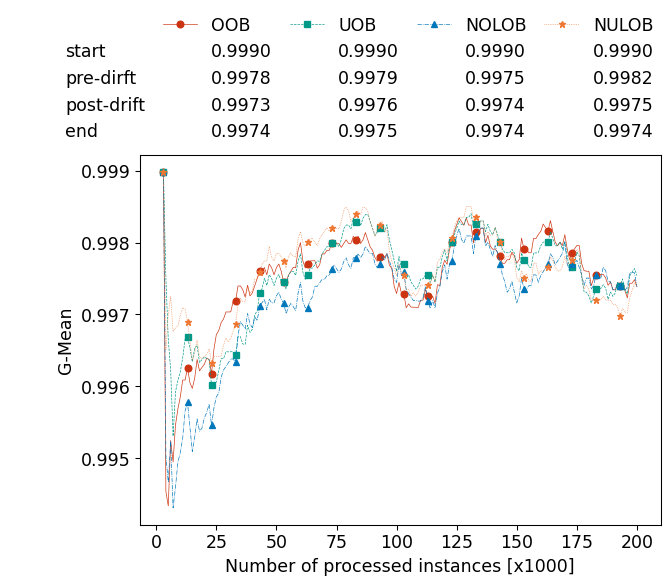 OOB UOB NOLOB NULOB
start 0.9990 0.9990 0.9990 0.9990
pre-dirft 0.9978 0.9979 0.9975 0.9982
post-drift 0.9973 0.9976 0.9974 0.9975
end 0.9974 0.9975 0.9974 0.9974
0.999
0.998
0.997
0.996
0.995
G-Mean
0 25 50 75 100 125 150 175 200
Number of processed instances [x1000]